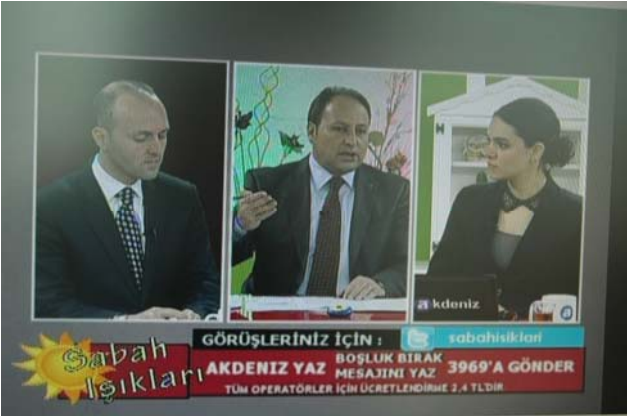 a kdeniz
GÖRÜŞLERİNİZ İÇİN :
sabahisiklari
Sabah
Işıkları
AKDENIZ YAZ
BOŞLUK BIRAK
MESAJINI YAZ
3969'A GÖNDER
TÜM OPERATÖRLER İÇİN ÜCRETLENDİRME 2,4 TL'DİR